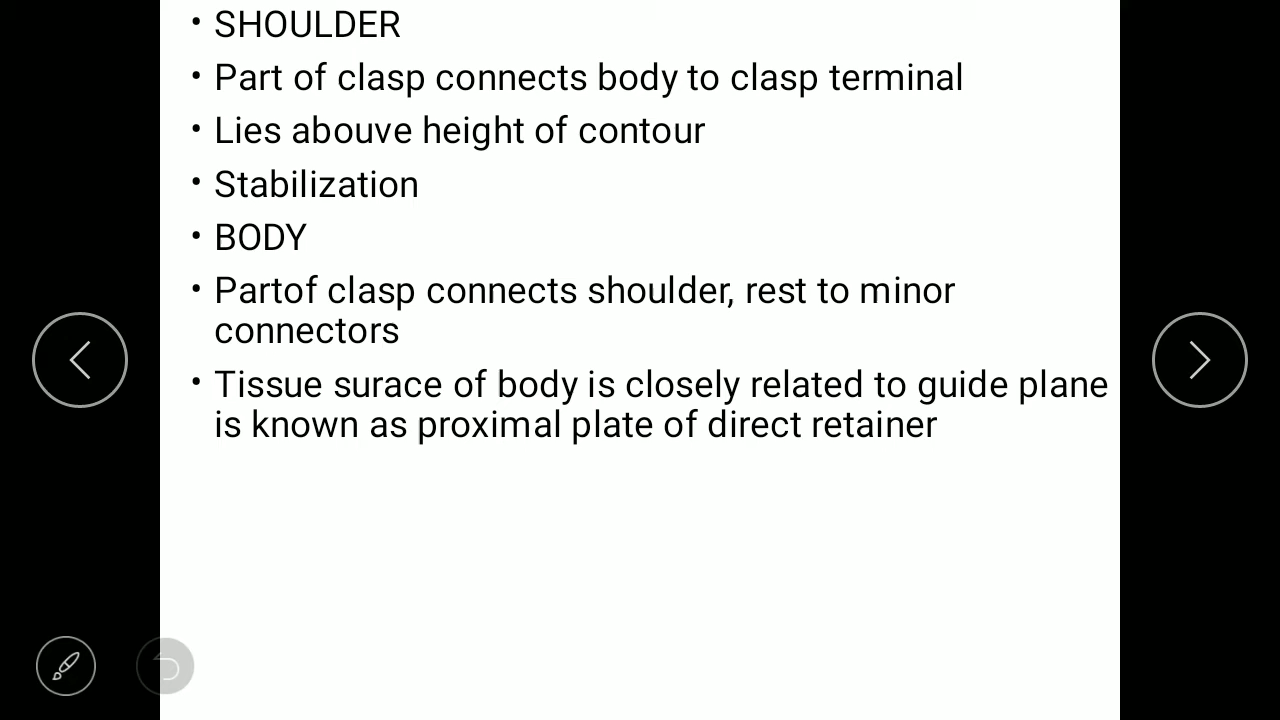 • SHOULDER
• Part of clasp connects body to clasp terminal
• Lies abouve height of contour
• Stabilization
• BODY
• Partof clasp connects shoulder, rest to minor
connectors
• Tissue surace of body is closely related to guide plane
is known as proximal plate of direct retainer